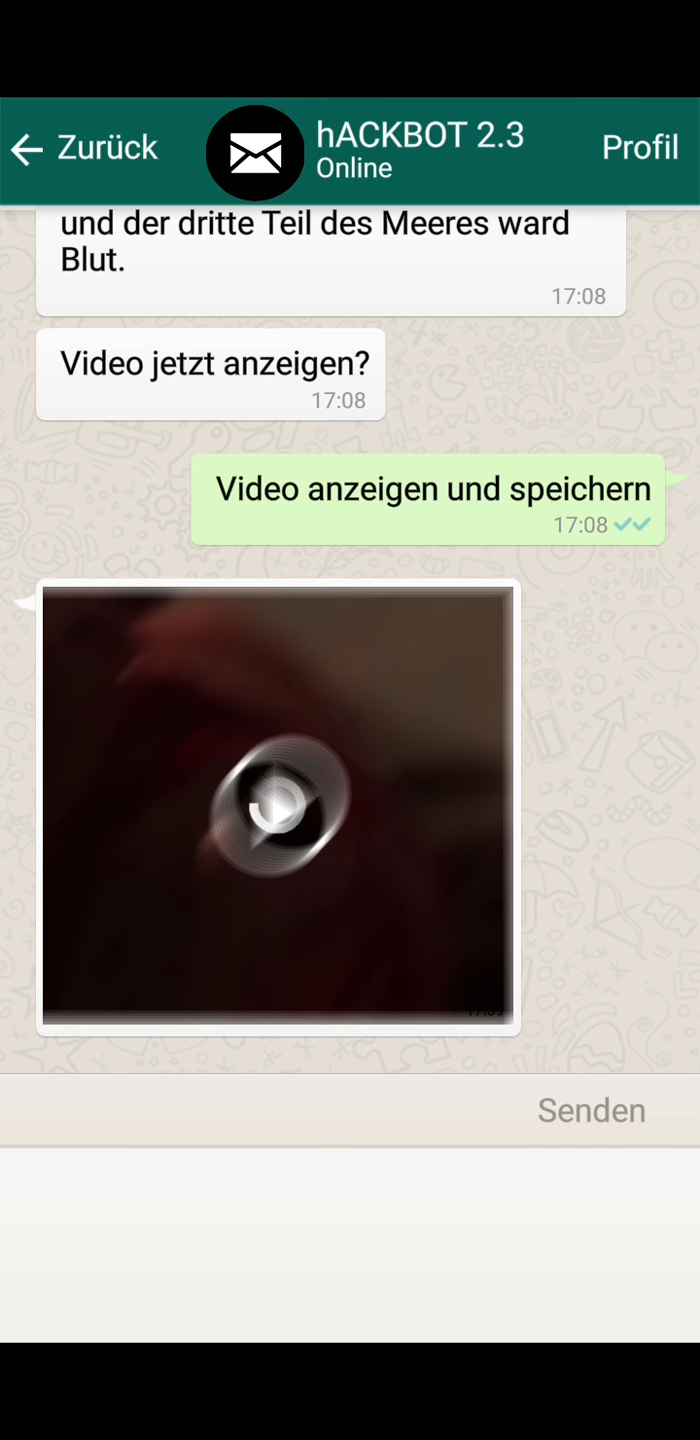 Zurück
hACKBOT 2.3
Profil
Online
und der dritte Teil des Meeres ward
Blut.
17:08
Video jetzt anzeigen?
17:08
Video anzeigen und speichern
17:08
Senden